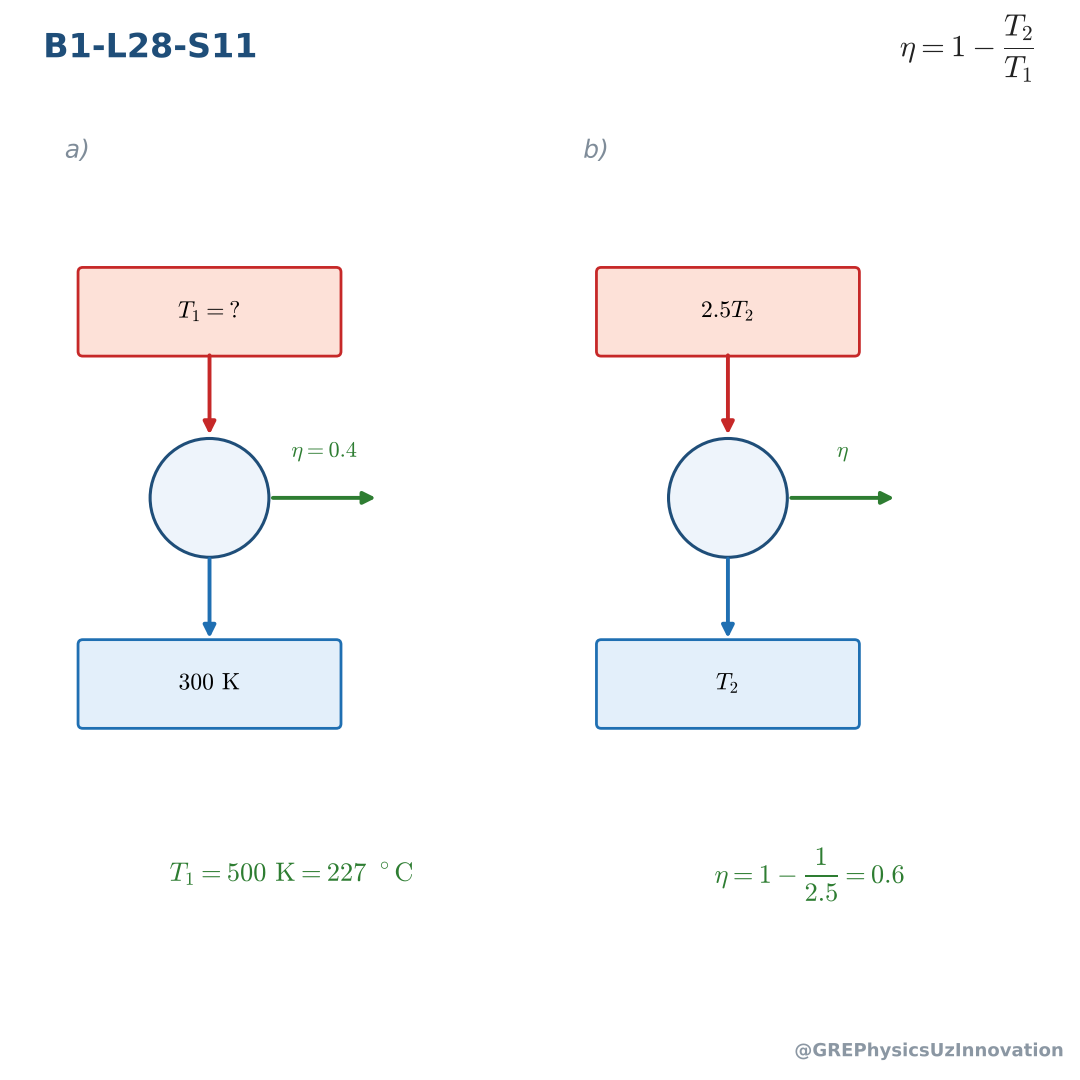 B1-L28-S11
η = 1 − T₂/T₁
a)
b)
T₁ = ?
2.5T₂
η = 0.4
η
300 K
T₂
T₁ = 500 K = 227 °C
η = 1 − 1/2.5 = 0.6
@GREPhysicsUzInnovation